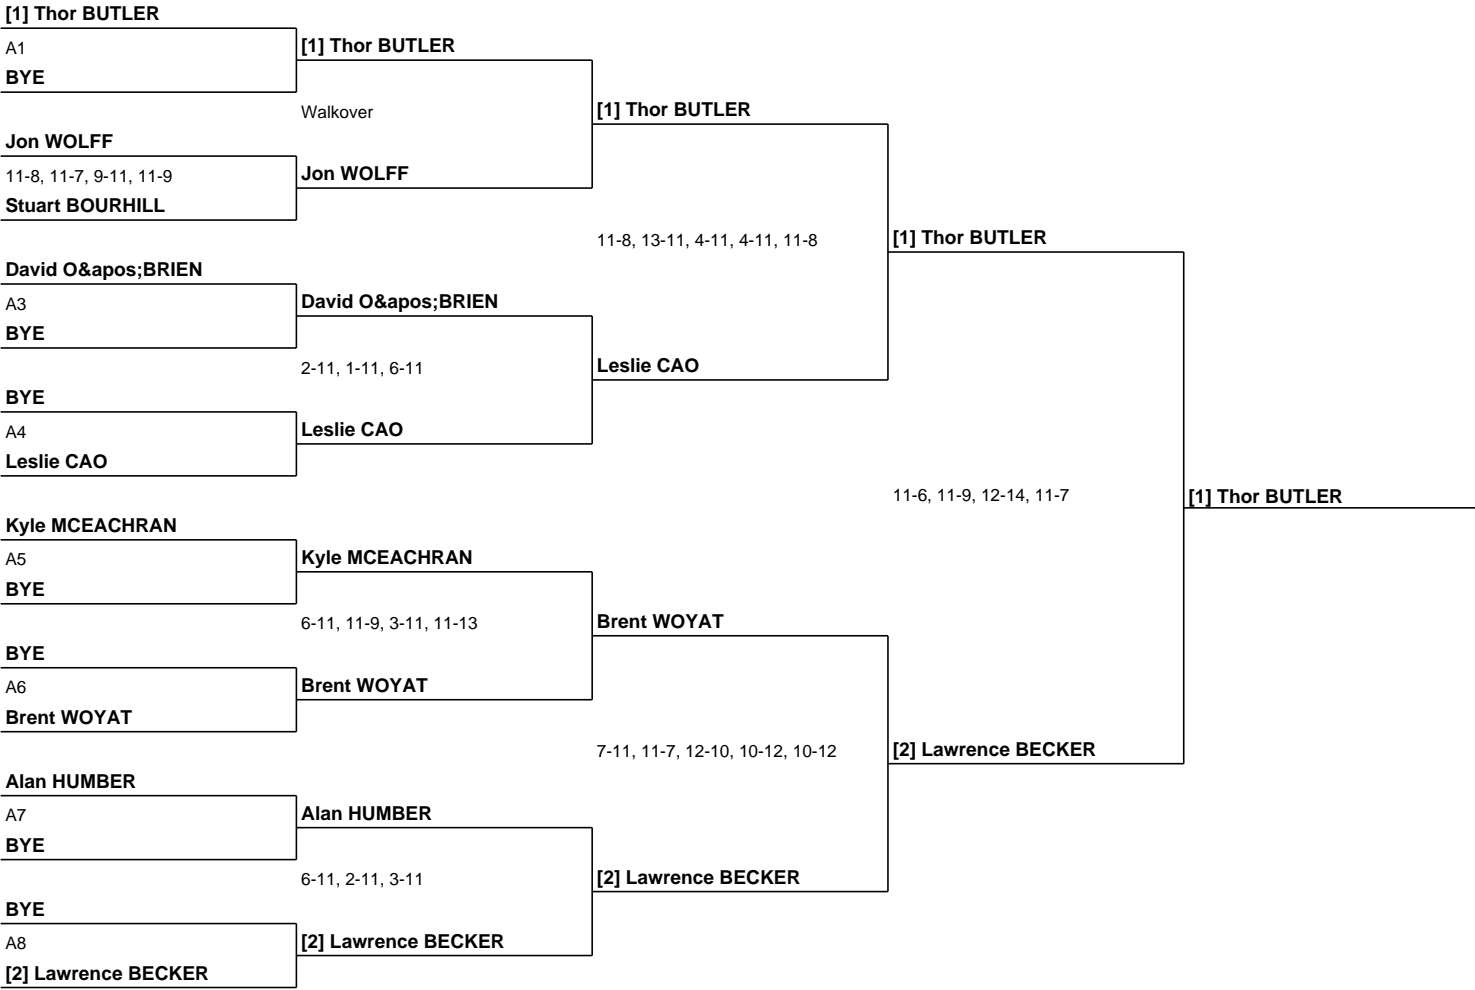 [1] Thor BUTLER
A1
[1] Thor BUTLER
BYE
Walkover
[1] Thor BUTLER
Jon WOLFF
11-8, 11-7, 9-11, 11-9
Jon WOLFF
Stuart BOURHILL
11-8, 13-11, 4-11, 4-11, 11-8
[1] Thor BUTLER
David O&apos;BRIEN
A3
David O&apos;BRIEN
BYE
2-11, 1-11, 6-11
Leslie CAO
BYE
A4
Leslie CAO
Leslie CAO
11-6, 11-9, 12-14, 11-7
[1] Thor BUTLER
Kyle MCEACHRAN
A5
Kyle MCEACHRAN
BYE
6-11, 11-9, 3-11, 11-13
Brent WOYAT
BYE
A6
Brent WOYAT
Brent WOYAT
7-11, 11-7, 12-10, 10-12, 10-12
[2] Lawrence BECKER
Alan HUMBER
A7
Alan HUMBER
BYE
6-11, 2-11, 3-11
[2] Lawrence BECKER
BYE
A8
[2] Lawrence BECKER
[2] Lawrence BECKER